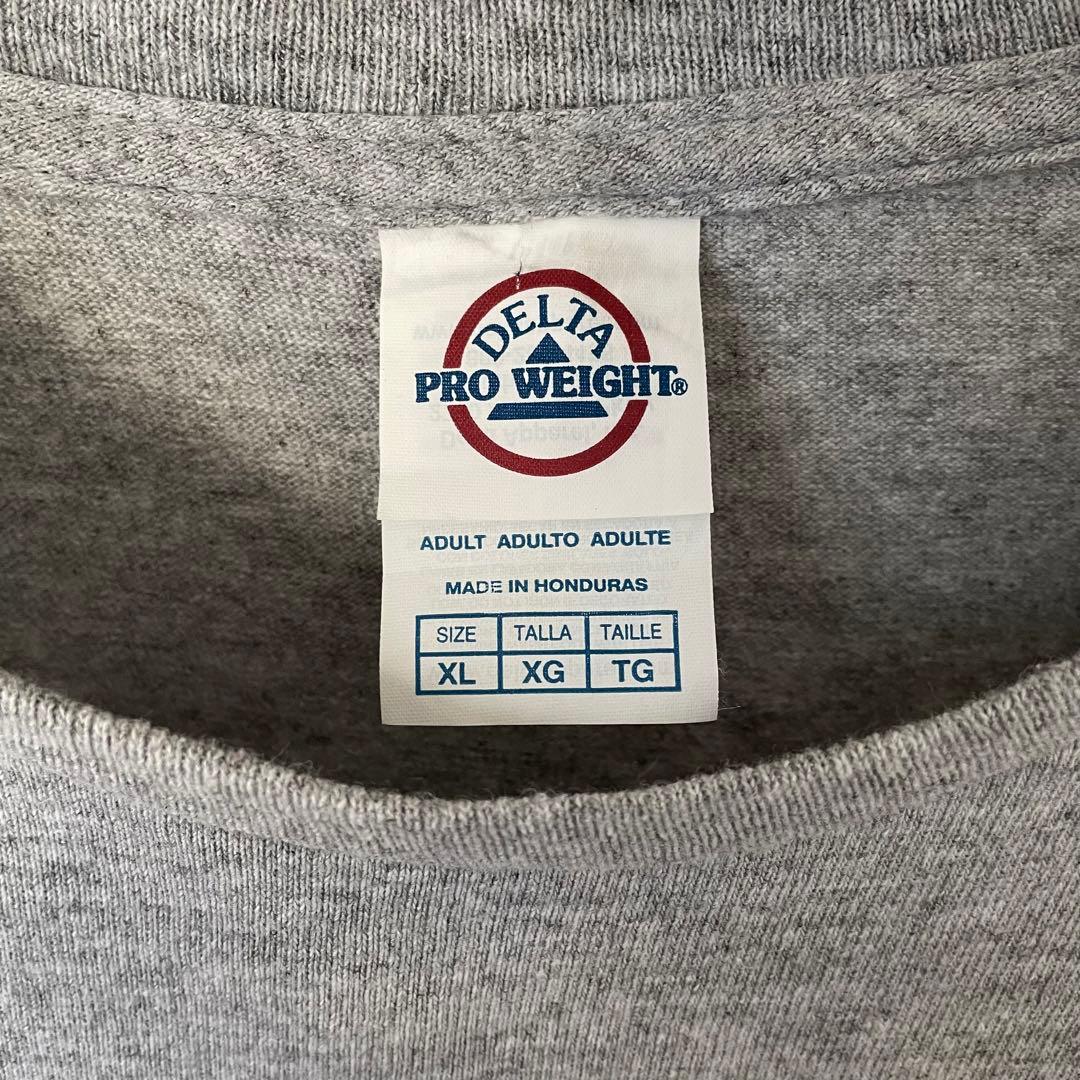 DELTA
PRO WEIGHT®
ADULT ADULTO ADULTE
MADE IN HONDURAS
SIZE TALLA TAILLE
XL XG TG